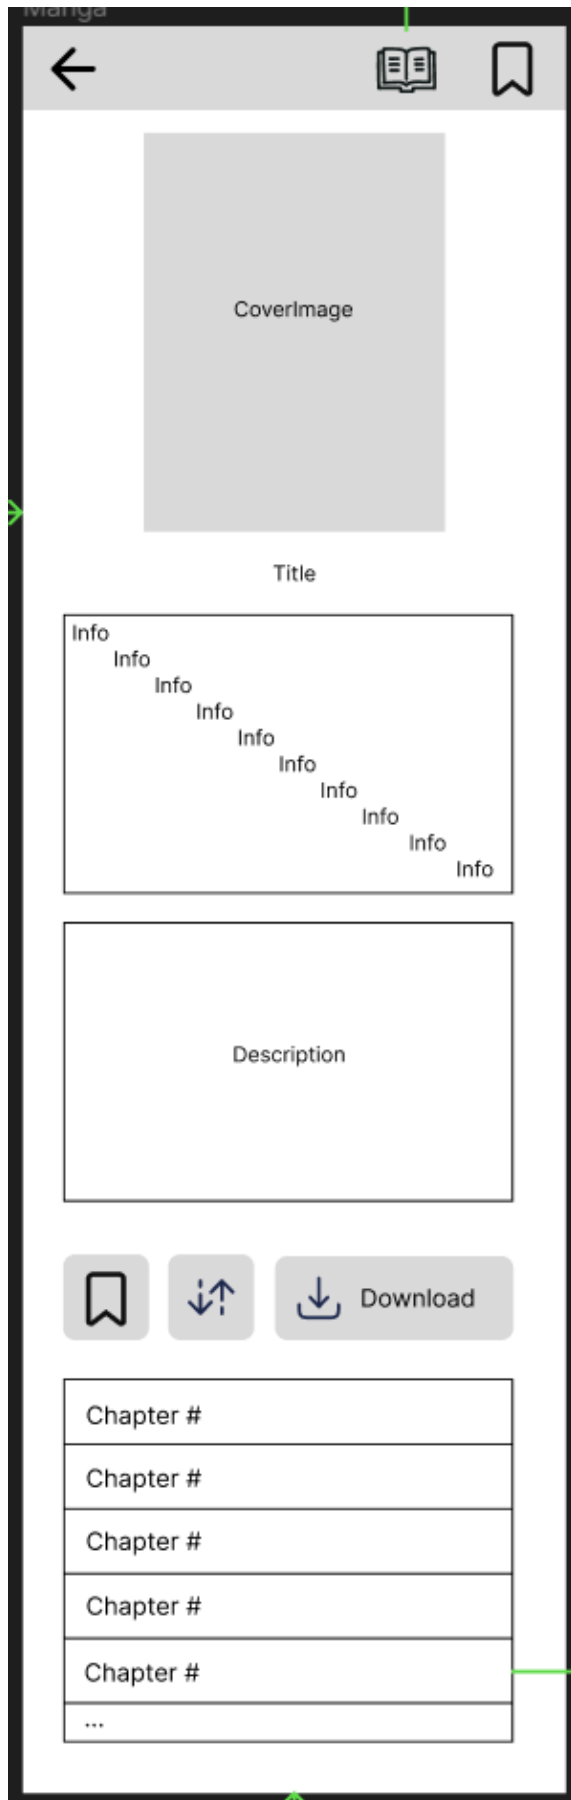 Manga
CoverImage
Title
Info
Info
Info
Info
Info
Info
Info
Info
Info
Info
Description
Download
Chapter #
Chapter #
Chapter #
Chapter #
Chapter #
...